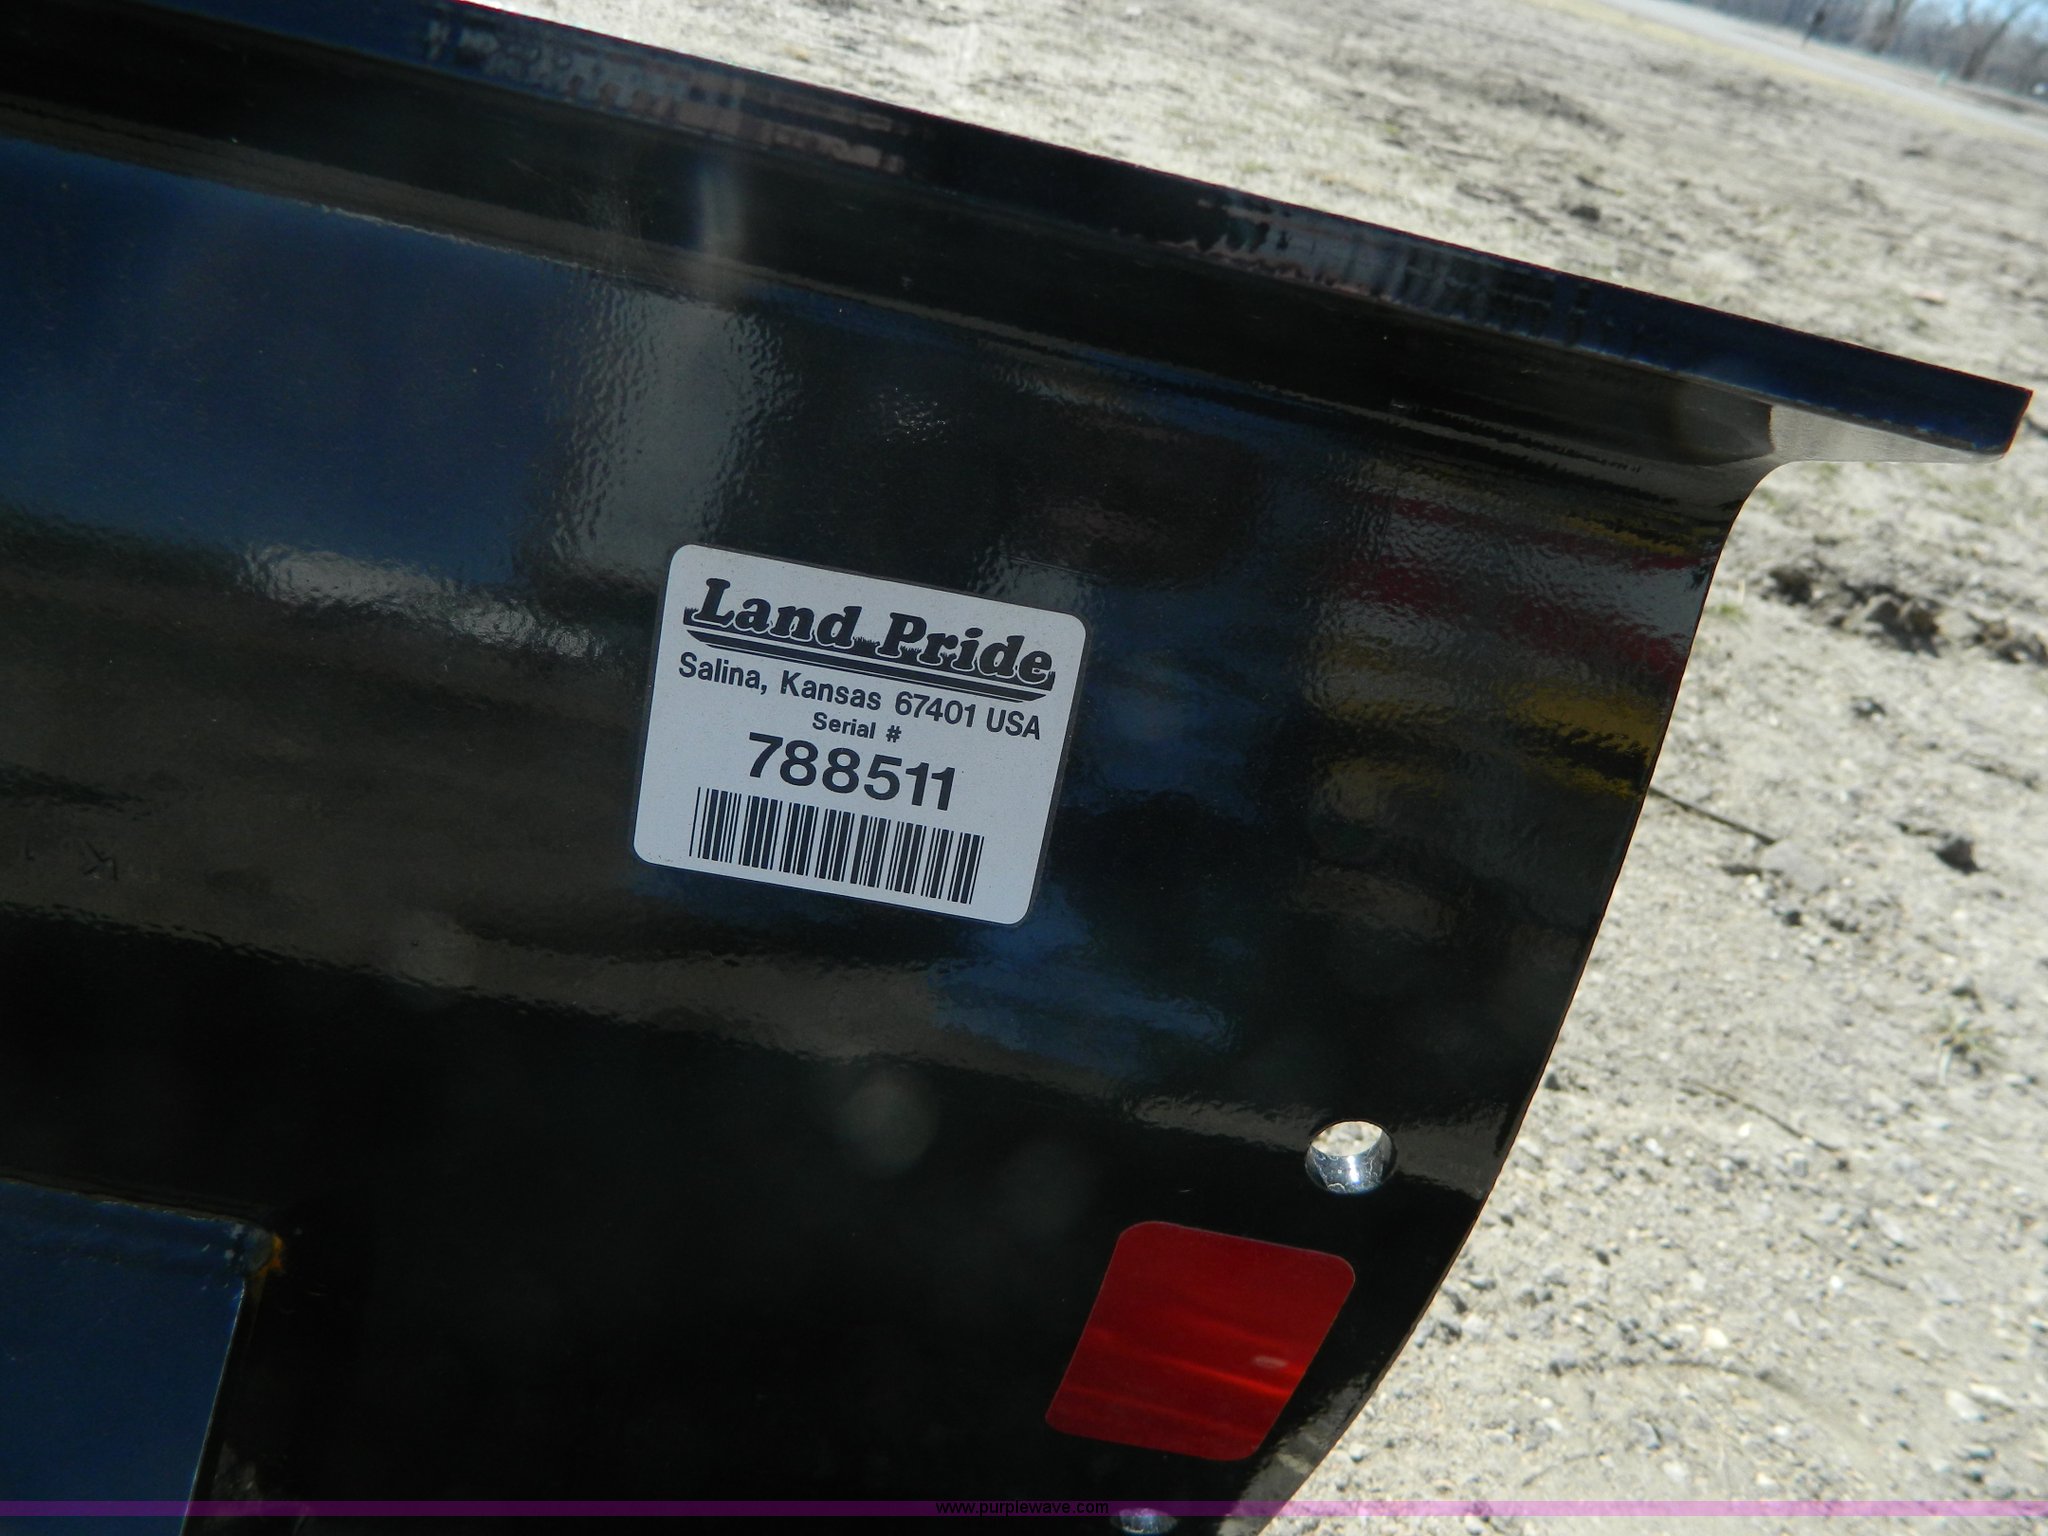 Land Pride
Salina, Kansas 67401 USA
Serial #
788511
www.purplewave.com